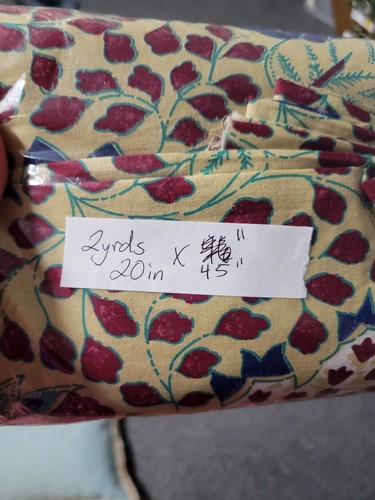 2yrds x "
20in 45"